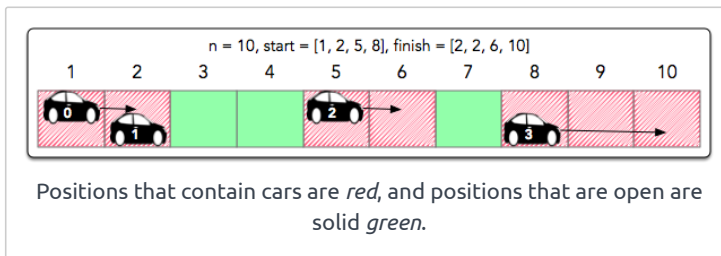 n = 10, start = [1, 2, 5, 8], finish = [2, 2, 6, 10]
1 2 3 4 5 6 7 8 9 10
0 1 2 3
Positions that contain cars are red, and positions that are open are
solid green.